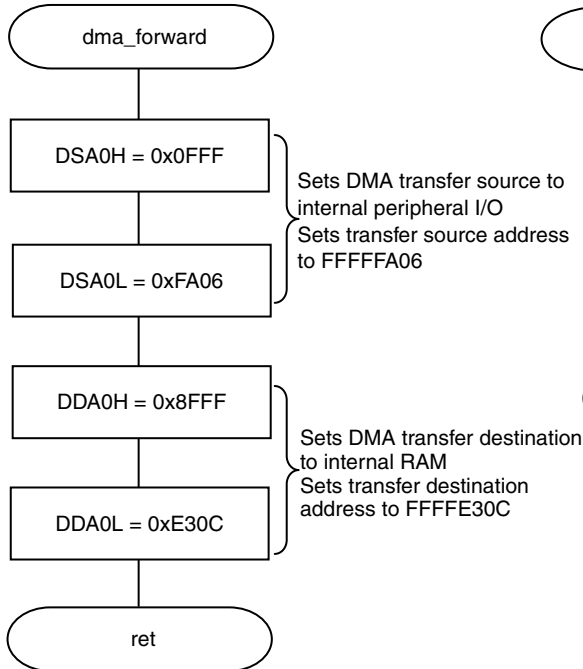 dma_forward
DSA0H = 0x0FFF
Sets DMA transfer source to
internal peripheral I/O
Sets transfer source address
to FFFFFA06
DSA0L = 0xFA06
DDA0H = 0x8FFF
Sets DMA transfer destination
to internal RAM
Sets transfer destination
address to FFFFE30C
DDA0L = 0xE30C
ret